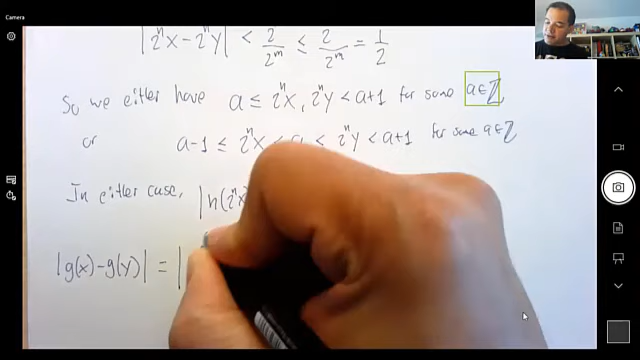 Camera
|2ⁿx − 2ⁿy| < 2/2ᵐ ≤ 2/2ᵐ = 1/2
So we either have a ≤ 2ⁿx, 2ⁿy < a+1 for some a∈ℤ
or a−1 ≤ 2ⁿx < a < 2ⁿy < a+1 for some a∈ℤ
In either case, |h(2ⁿx)
|g(x)−g(y)| = |